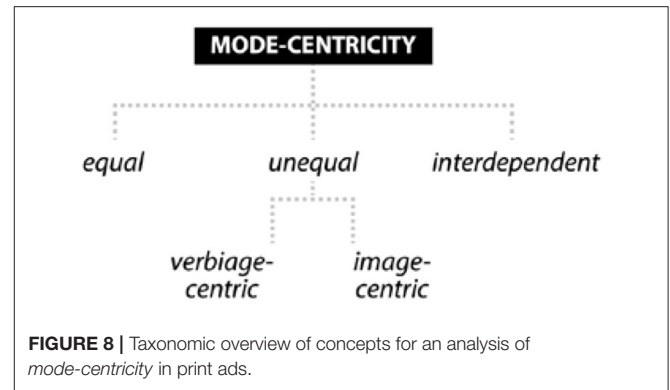 MODE-CENTRICITY
equal unequal interdependent
verbiage- image-
centric centric
FIGURE 8 | Taxonomic overview of concepts for an analysis of
mode-centricity in print ads.